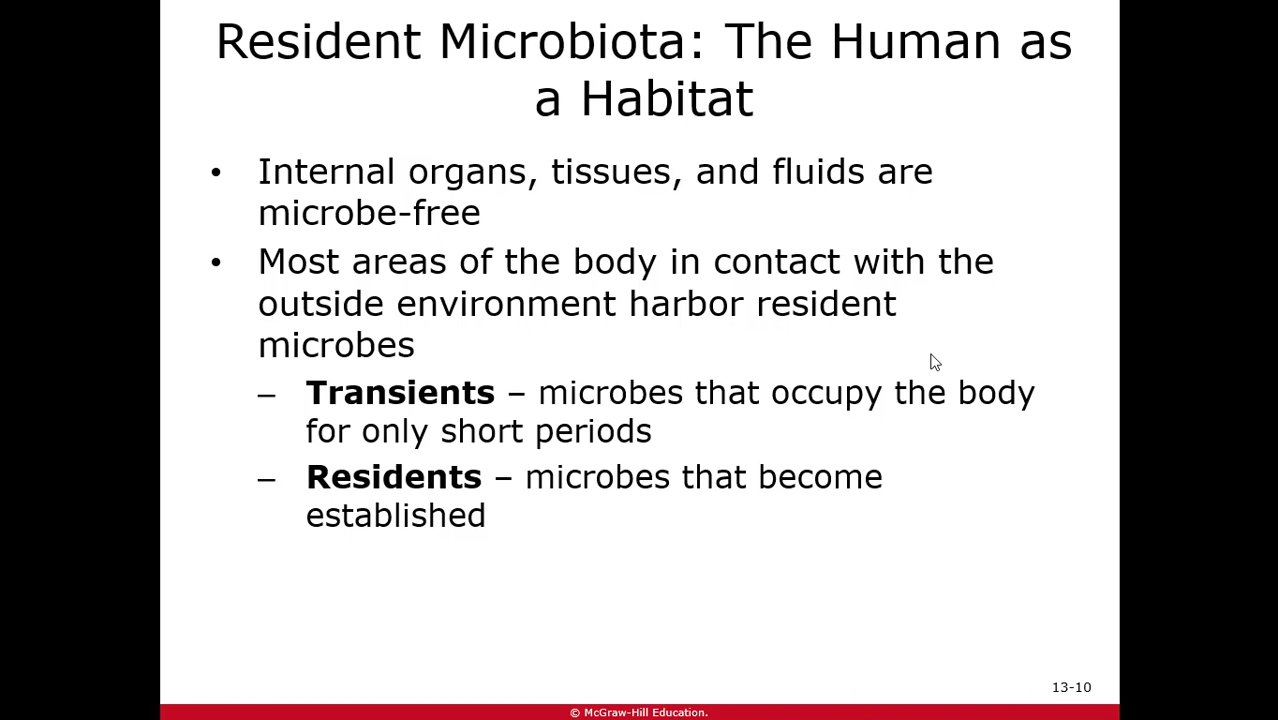 Resident Microbiota: The Human as
a Habitat
• Internal organs, tissues, and fluids are
microbe-free
• Most areas of the body in contact with the
outside environment harbor resident
microbes
– Transients – microbes that occupy the body
for only short periods
– Residents – microbes that become
established
13-10
© McGraw-Hill Education.